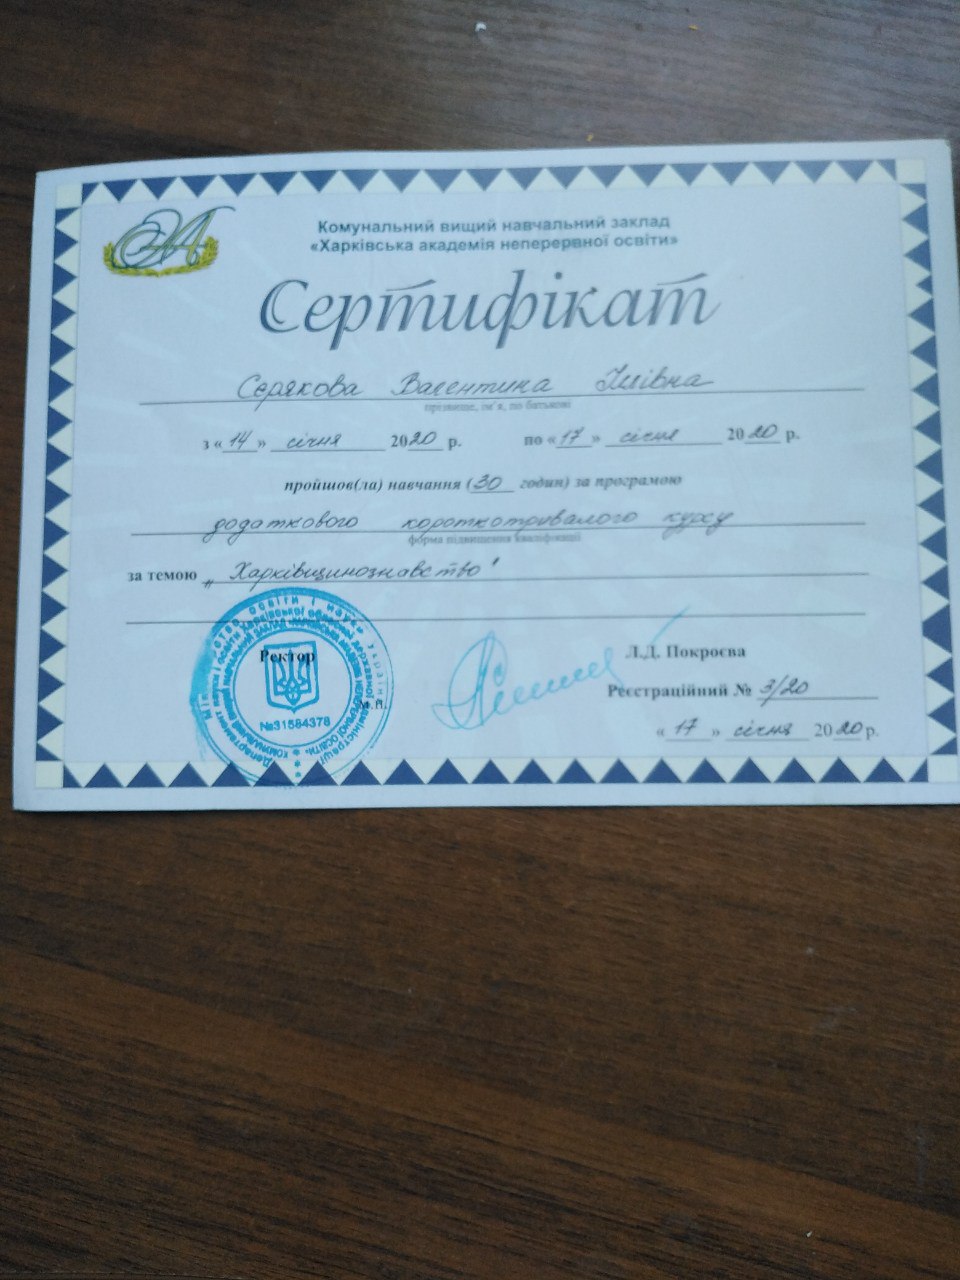 Комунальний вищий навчальний заклад
«Харківська академія неперервної освіти»
Сертифікат
Серякова Валентина Іллівна
прізвище, ім'я, по батькові
з «14» січня 2020 р. по «17» січня 2020 р.
пройшов(ла) навчання (30 годин) за програмою
додаткового короткотривалого курсу
форма підвищення кваліфікації
за темою „Харківщинознавство"
Ректор
Л.Д. Покроєва
М.П.
№31584378
Реєстраційний № 3/20
«17» січня 2020 р.